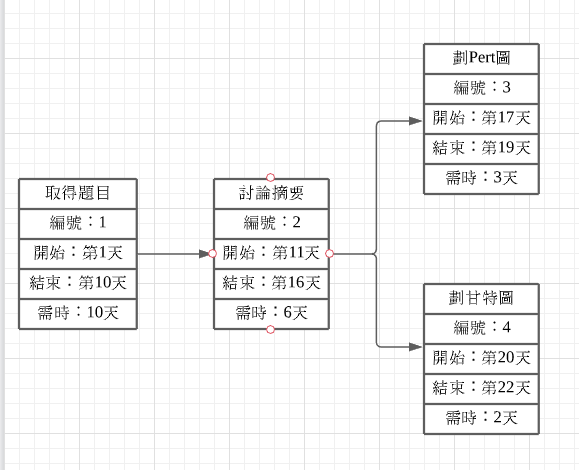 取得題目
編號：1
開始：第1天
結束：第10天
需時：10天
討論摘要
編號：2
開始：第11天
結束：第16天
需時：6天
劃Pert圖
編號：3
開始：第17天
結束：第19天
需時：3天
劃甘特圖
編號：4
開始：第20天
結束：第22天
需時：2天